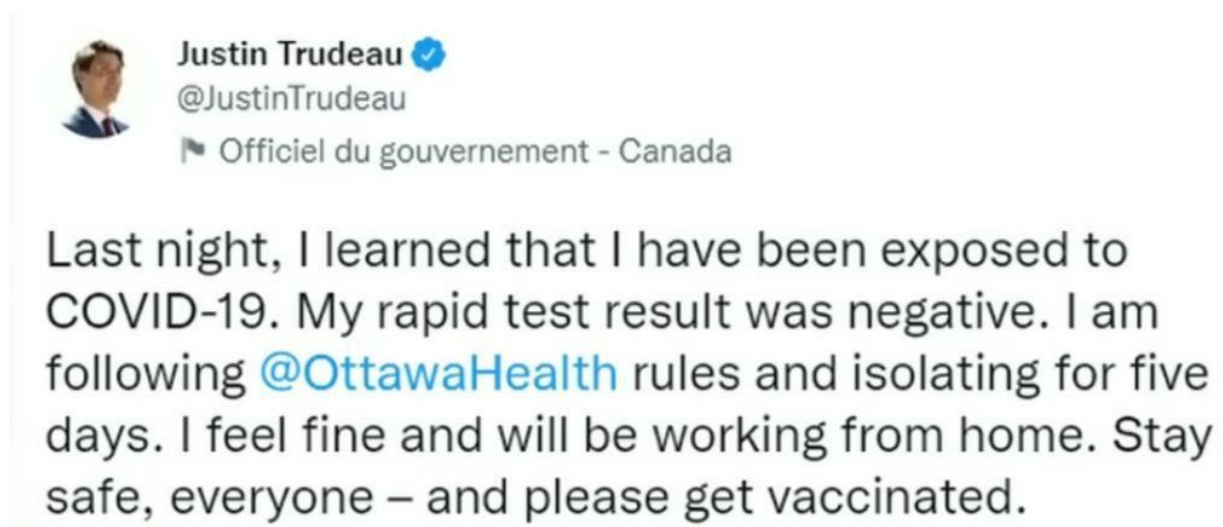 Justin Trudeau
@JustinTrudeau
Officiel du gouvernement - Canada
Last night, I learned that I have been exposed to
COVID-19. My rapid test result was negative. I am
following @OttawaHealth rules and isolating for five
days. I feel fine and will be working from home. Stay
safe, everyone – and please get vaccinated.